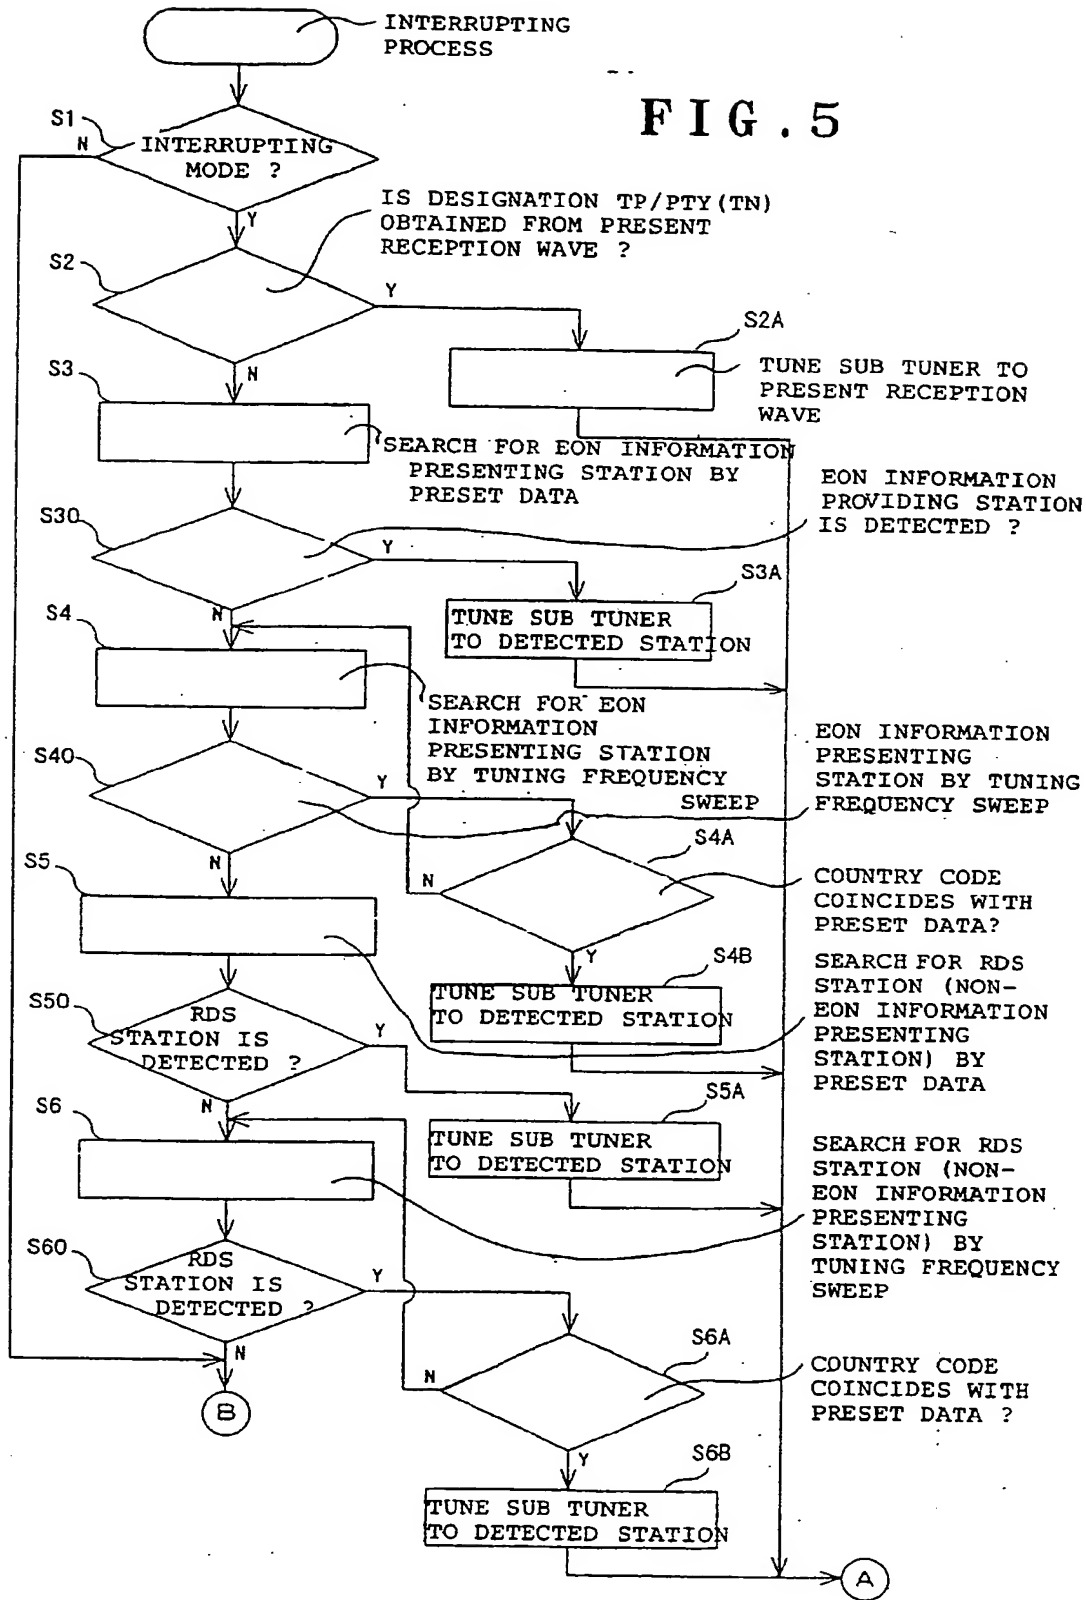 INTERRUPTING
PROCESS
FIG.5
S1
N
INTERRUPTING
MODE ?
Y
IS DESIGNATION TP/PTY(TN)
OBTAINED FROM PRESENT
RECEPTION WAVE ?
S2
Y
S2A
N
TUNE SUB TUNER TO
PRESENT RECEPTION
WAVE
S3
SEARCH FOR EON INFORMATION
PRESENTING STATION BY
PRESET DATA
EON INFORMATION
PROVIDING STATION
IS DETECTED ?
S30
Y
S3A
N
TUNE SUB TUNER
TO DETECTED STATION
S4
SEARCH FOR EON
INFORMATION
PRESENTING STATION
BY TUNING FREQUENCY
SWEEP
EON INFORMATION
PRESENTING
STATION BY TUNING
FREQUENCY SWEEP
S40
Y
S4A
N
N
COUNTRY CODE
COINCIDES WITH
PRESET DATA?
S5
Y
S4B
TUNE SUB TUNER
TO DETECTED STATION
SEARCH FOR RDS
STATION (NON-
EON INFORMATION
PRESENTING
STATION) BY
PRESET DATA
S50
RDS
STATION IS
DETECTED ?
Y
S5A
N
TUNE SUB TUNER
TO DETECTED STATION
S6
SEARCH FOR RDS
STATION (NON-
EON INFORMATION
PRESENTING
STATION) BY
TUNING FREQUENCY
SWEEP
S60
RDS
STATION IS
DETECTED ?
Y
S6A
N
N
COUNTRY CODE
COINCIDES WITH
PRESET DATA ?
B
Y
S6B
TUNE SUB TUNER
TO DETECTED STATION
A